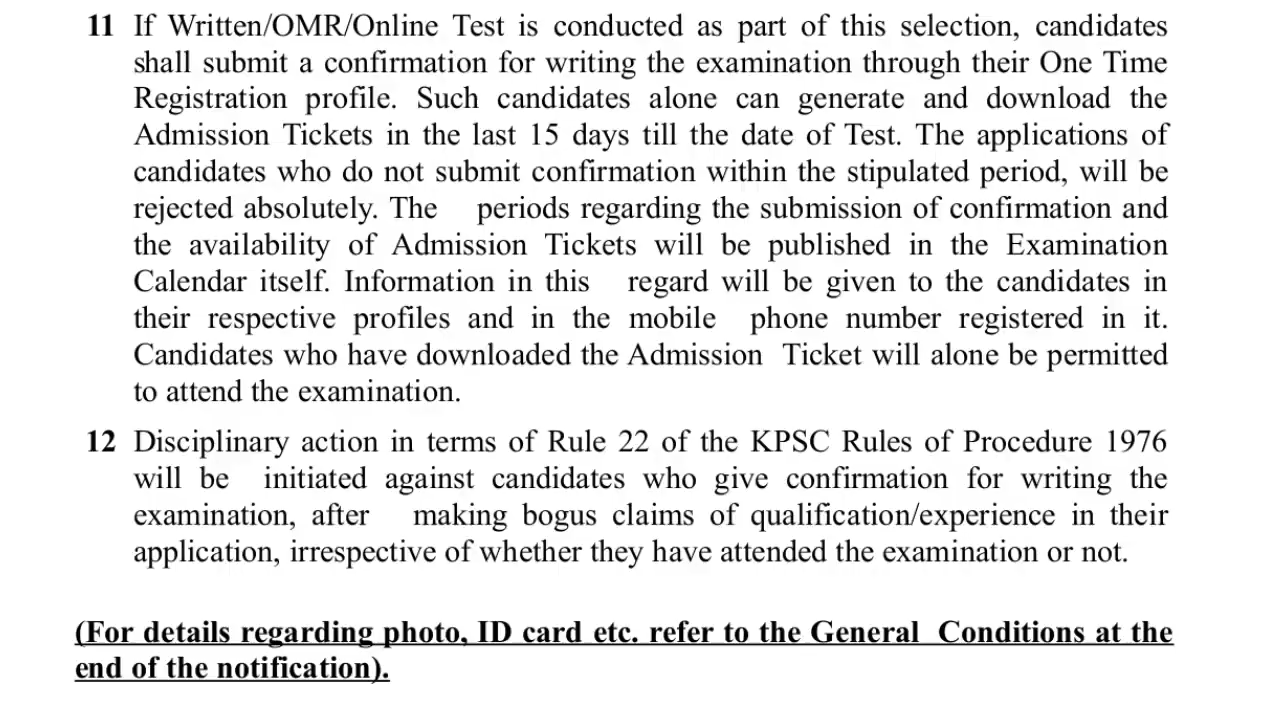 11 If Written/OMR/Online Test is conducted as part of this selection, candidates
shall submit a confirmation for writing the examination through their One Time
Registration profile. Such candidates alone can generate and download the
Admission Tickets in the last 15 days till the date of Test. The applications of
candidates who do not submit confirmation within the stipulated period, will be
rejected absolutely. The periods regarding the submission of confirmation and
the availability of Admission Tickets will be published in the Examination
Calendar itself. Information in this regard will be given to the candidates in
their respective profiles and in the mobile phone number registered in it.
Candidates who have downloaded the Admission Ticket will alone be permitted
to attend the examination.
12 Disciplinary action in terms of Rule 22 of the KPSC Rules of Procedure 1976
will be initiated against candidates who give confirmation for writing the
examination, after making bogus claims of qualification/experience in their
application, irrespective of whether they have attended the examination or not.
(For details regarding photo, ID card etc. refer to the General Conditions at the
end of the notification).